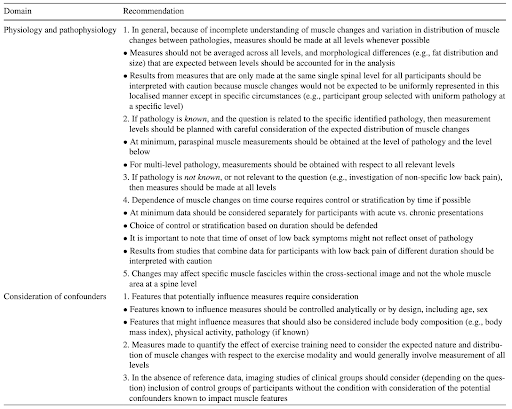 Domain Recommendation
Physiology and pathophysiology 1. In general, because of incomplete understanding of muscle changes and variation in distribution of muscle
changes between pathologies, measures should be made at all levels whenever possible
• Measures should not be averaged across all levels, and morphological differences (e.g., fat distribution and
size) that are expected between levels should be accounted for in the analysis
• Results from measures that are only made at the same single spinal level for all participants should be
interpreted with caution because muscle changes would not be expected to be uniformly represented in this
localised manner except in specific circumstances (e.g., participant group selected with uniform pathology at
a specific level)
2. If pathology is known, and the question is related to the specific identified pathology, then measurement
levels should be planned with careful consideration of the expected distribution of muscle changes
• At minimum, paraspinal muscle measurements should be obtained at the level of pathology and the level
below
• For multi-level pathology, measurements should be obtained with respect to all relevant levels
3. If pathology is not known, or not relevant to the question (e.g., investigation of non-specific low back pain),
then measures should be made at all levels
4. Dependence of muscle changes on time course requires control or stratification by time if possible
• At minimum data should be considered separately for participants with acute vs. chronic presentations
• Choice of control or stratification based on duration should be defended
• It is important to note that time of onset of low back symptoms might not reflect onset of pathology
• Results from studies that combine data for participants with low back pain of different duration should be
interpreted with caution
5. Changes may affect specific muscle fascicles within the cross-sectional image and not the whole muscle
area at a spine level
Consideration of confounders 1. Features that potentially influence measures require consideration
• Features known to influence measures should be controlled analytically or by design, including age, sex
• Features that might influence measures that should also be considered include body composition (e.g., body
mass index), physical activity, pathology (if known)
2. Measures made to quantify the effect of exercise training need to consider the expected nature and distribu-
tion of muscle changes with respect to the exercise modality and would generally involve measurement of all
levels
3. In the absence of reference data, imaging studies of clinical groups should consider (depending on the ques-
tion) inclusion of control groups of participants without the condition with consideration of the potential
confounders known to impact muscle features